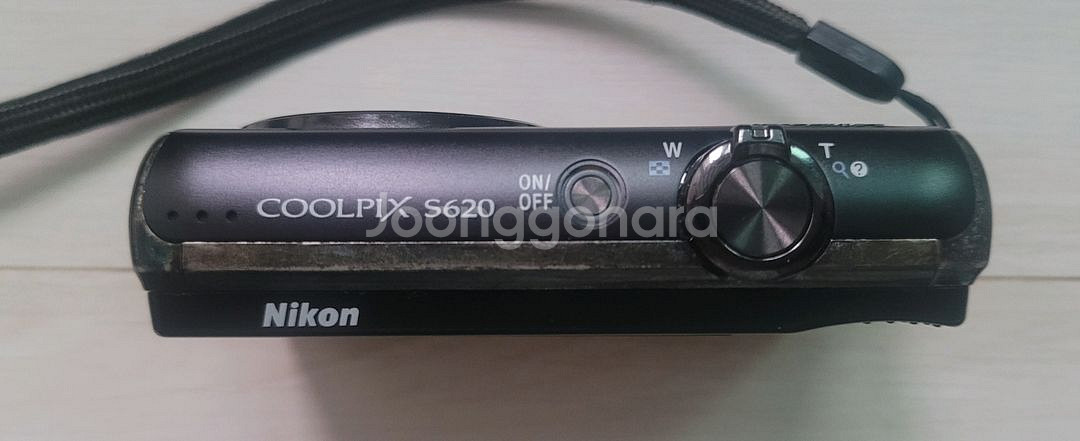 W T
?
ON/
OFF
COOLPIX S620
Joonggonara
Nikon